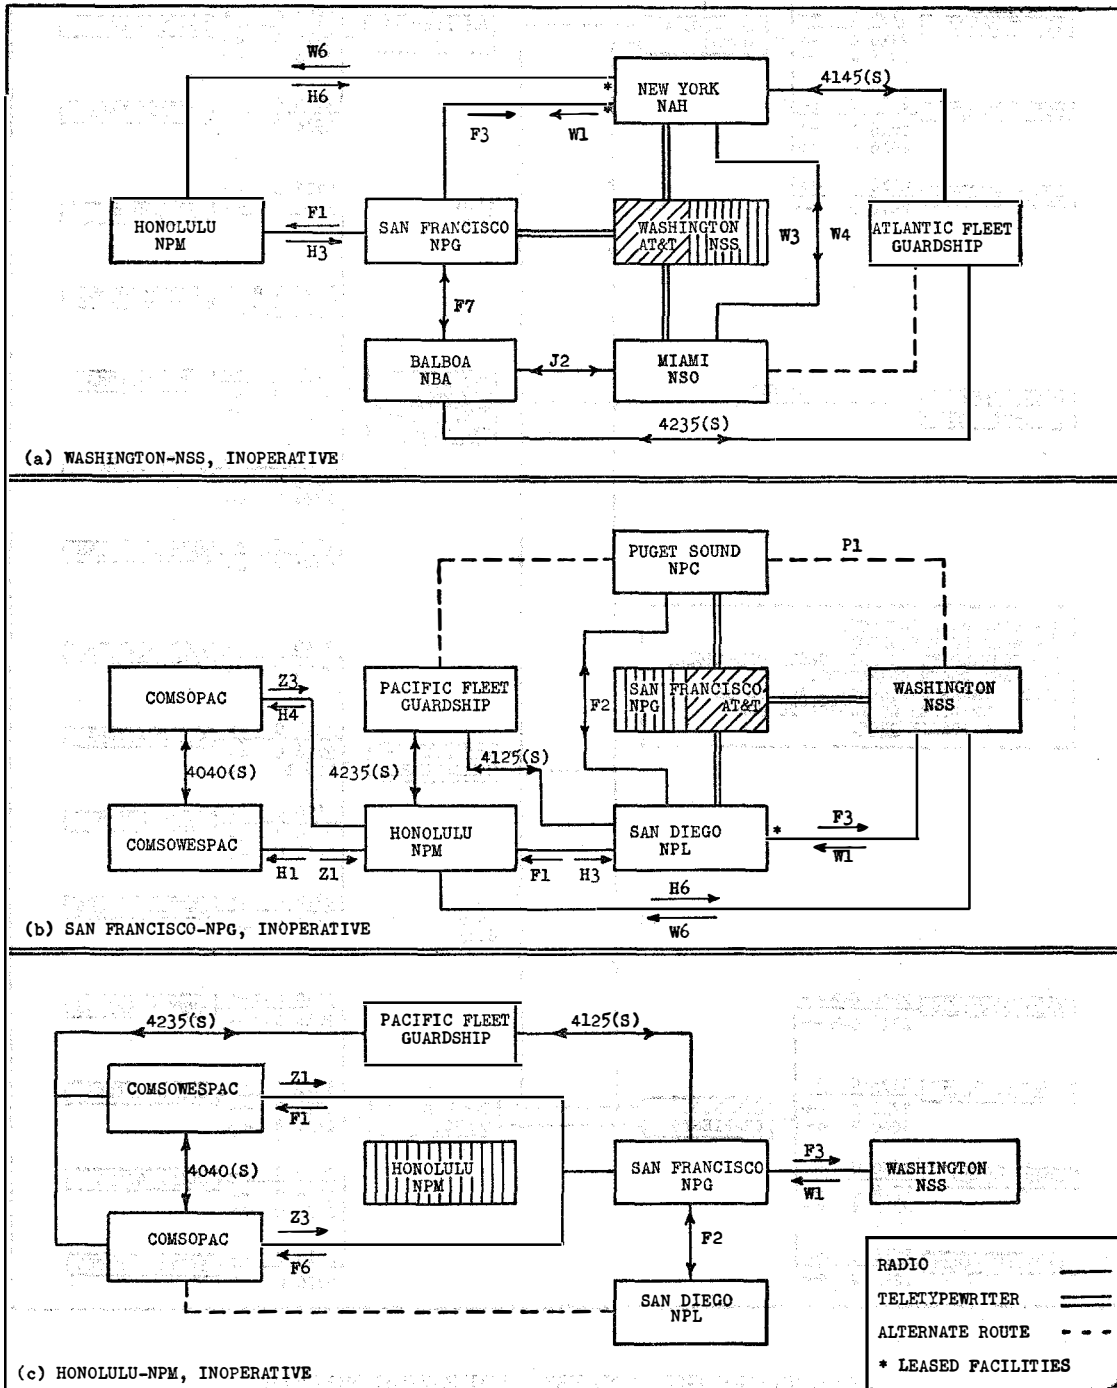 W6
H6
NEW YORK
NAH
*
*
4145(S)
F3
W1
HONOLULU
NPM
F1
H3
SAN FRANCISCO
NPG
WASHINGTON
AT&T NSS
W3
W4
ATLANTIC FLEET
GUARDSHIP
F7
BALBOA
NBA
J2
MIAMI
NSO
4235(S)
(a) WASHINGTON-NSS, INOPERATIVE
PUGET SOUND
NPC
P1
COMSOPAC
Z3
H4
PACIFIC FLEET
GUARDSHIP
F2
SAN FRANCISCO
NPG AT&T
WASHINGTON
NSS
4040(S)
4235(S)
4125(S)
COMSOWESPAC
H1 Z1
HONOLULU
NPM
F1 H3
SAN DIEGO
NPL
*
F3
W1
H6
W6
(b) SAN FRANCISCO-NPG, INOPERATIVE
4235(S)
PACIFIC FLEET
GUARDSHIP
4125(S)
COMSOWESPAC
Z1
F1
4040(S)
HONOLULU
NPM
SAN FRANCISCO
NPG
F3
W1
WASHINGTON
NSS
COMSOPAC
Z3
F6
F2
SAN DIEGO
NPL
RADIO
TELETYPEWRITER
ALTERNATE ROUTE
* LEASED FACILITIES
(c) HONOLULU-NPM, INOPERATIVE